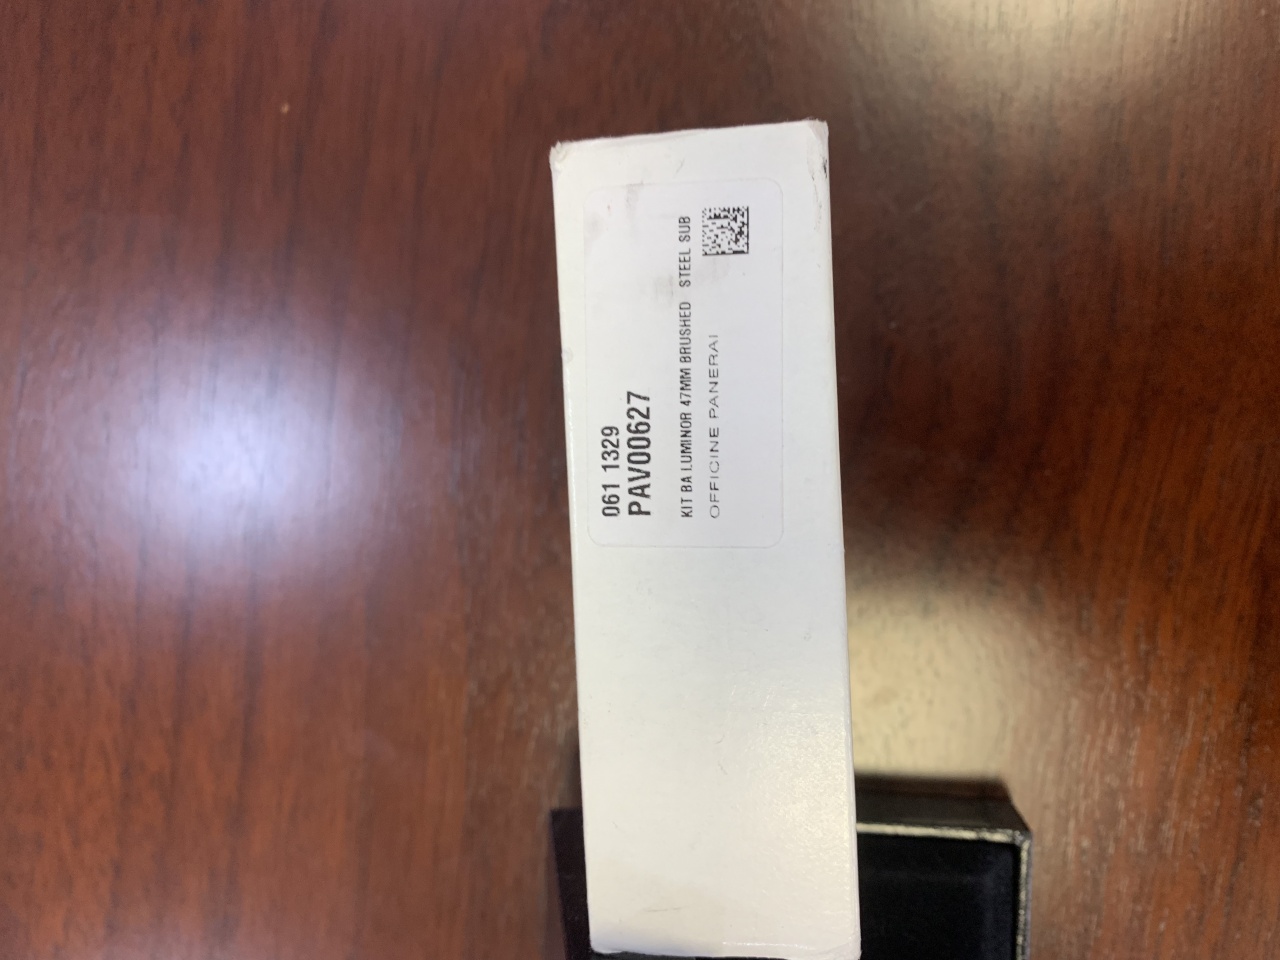 061 1329
PAV00627
KIT BA LUMINOR 47MM BRUSHED STEEL SUB
OFFICINE PANERAI